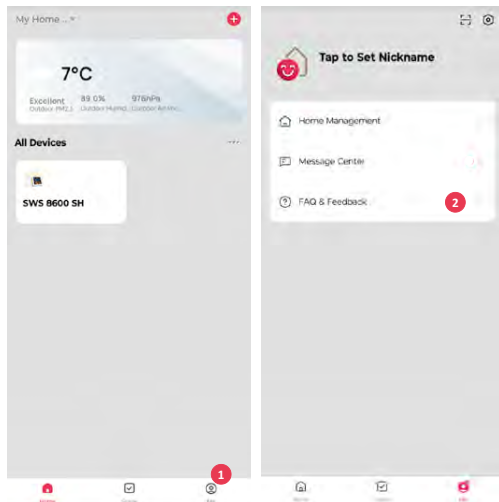 My Home...
7°C
Excellent 89.0% 976hPa
Outdoor PM2.5 Outdoor Humid...
All Devices
...
SWS 8600 SH
1
Home
Tap to Set Nickname
Home Management
Message Center
FAQ & Feedback
2